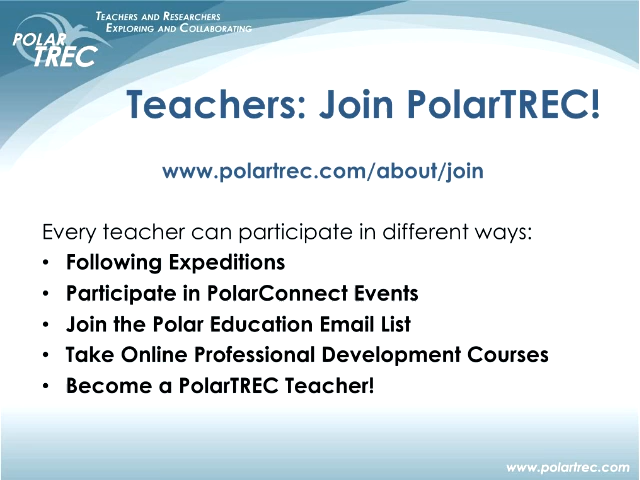 Teachers and Researchers
Exploring and Collaborating
POLAR
TREC
Teachers: Join PolarTREC!
www.polartrec.com/about/join
Every teacher can participate in different ways:
• Following Expeditions
• Participate in PolarConnect Events
• Join the Polar Education Email List
• Take Online Professional Development Courses
• Become a PolarTREC Teacher!
www.polartrec.com